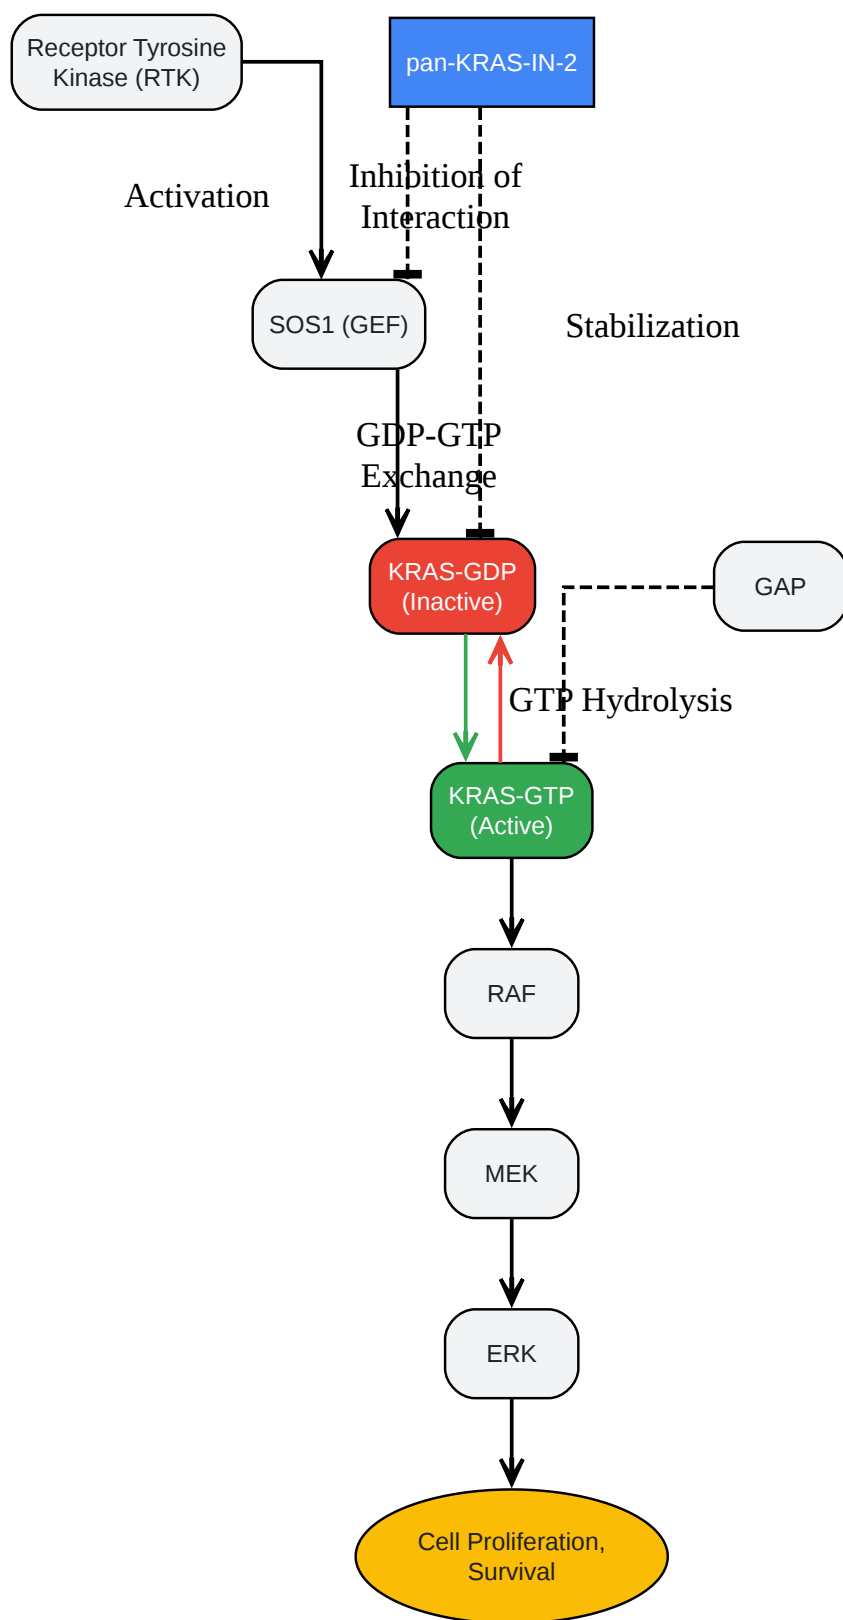 Receptor Tyrosine
Kinase (RTK)
pan-KRAS-IN-2
Activation
Inhibition of
Interaction
SOS1 (GEF)
Stabilization
GDP-GTP
Exchange
KRAS-GDP
(Inactive)
GAP
GTP Hydrolysis
KRAS-GTP
(Active)
RAF
MEK
ERK
Cell Proliferation,
Survival